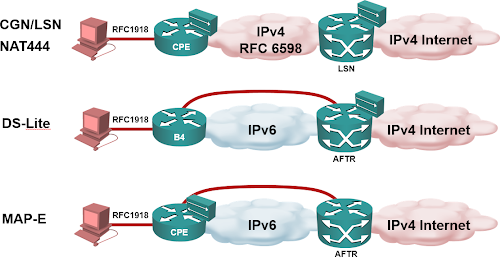 CGN/LSN
NAT444
RFC1918
CPE
IPv4
RFC 6598
LSN
IPv4 Internet
DS-Lite
RFC1918
B4
IPv6
AFTR
IPv4 Internet
MAP-E
RFC1918
CPE
IPv6
AFTR
IPv4 Internet